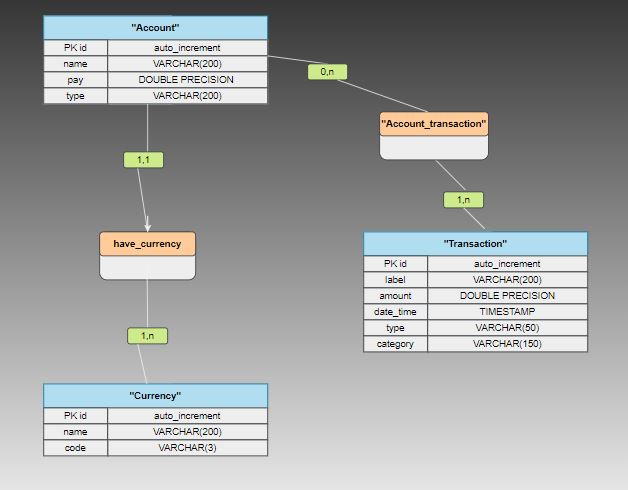 "Account"
PK id auto_increment
name VARCHAR(200)
pay DOUBLE PRECISION
type VARCHAR(200)
0,n
"Account_transaction"
1,1
1,n
have_currency
"Transaction"
PK id auto_increment
label VARCHAR(200)
amount DOUBLE PRECISION
date_time TIMESTAMP
type VARCHAR(50)
category VARCHAR(150)
1,n
"Currency"
PK id auto_increment
name VARCHAR(200)
code VARCHAR(3)